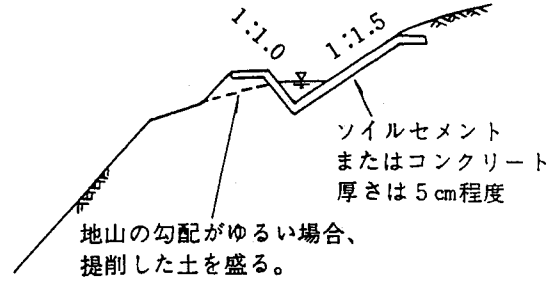 1:1.0
1:1.5
ソイルセメント
またはコンクリート
厚さは5cm程度
地山の勾配がゆるい場合、
提削した土を盛る。